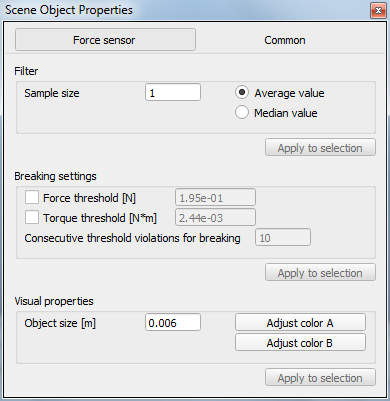 Scene Object Properties
Force sensor Common
Filter
Sample size 1 Average value
Median value
Apply to selection
Breaking settings
Force threshold [N] 1.95e-01
Torque threshold [N*m] 2.44e-03
Consecutive threshold violations for breaking 10
Apply to selection
Visual properties
Object size [m] 0.006 Adjust color A
Adjust color B
Apply to selection